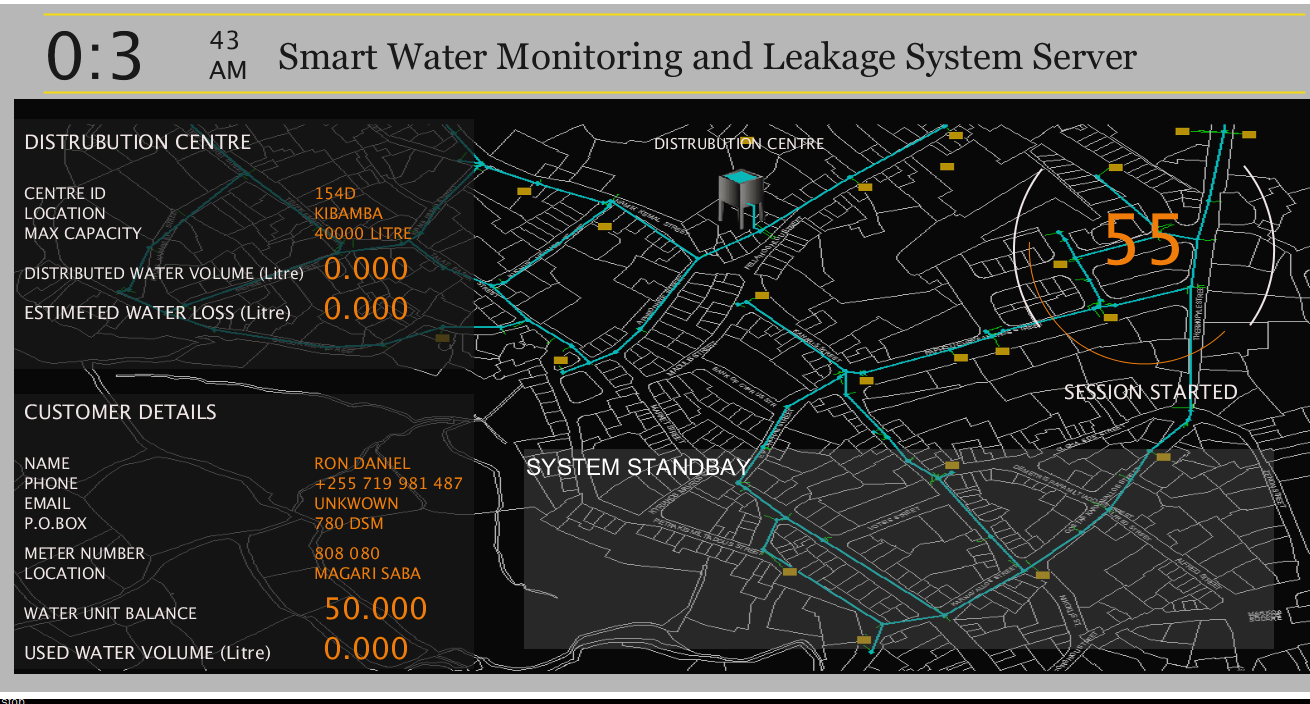 0:3
43
AM
Smart Water Monitoring and Leakage System Server
DISTRUBUTION CENTRE
CENTRE ID 154D
LOCATION KIBAMBA
MAX CAPACITY 40000 LITRE
DISTRIBUTED WATER VOLUME (Litre) 0.000
ESTIMETED WATER LOSS (Litre) 0.000
DISTRUBUTION CENTRE
55
SESSION STARTED
CUSTOMER DETAILS
NAME RON DANIEL
PHONE +255 719 981 487
EMAIL UNKWOWN
P.O.BOX 780 DSM
METER NUMBER 808 080
LOCATION MAGARI SABA
WATER UNIT BALANCE 50.000
USED WATER VOLUME (Litre) 0.000
SYSTEM STANDBAY